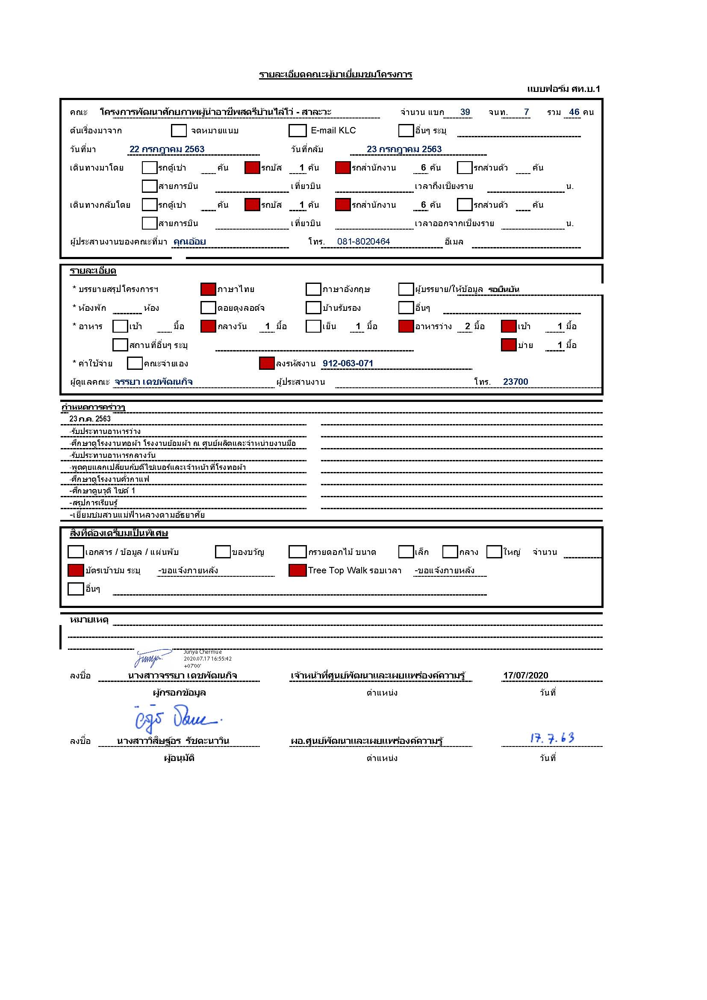 รายละเอียดคณะผู้มาเยี่ยมชมโครงการ
แบบฟอร์ม ศท.บ.1
คณะ โครงการพัฒนาศักยภาพผู้นำอาชีพสตรีบ้านไล่โว่ - สาละวะ จำนวน แขก 39 จนท. 7 รวม 46 คน
ต้นเรื่องมาจาก จดหมายแนบ E-mail KLC อื่นๆ ระบุ
วันที่มา 22 กรกฎาคม 2563 วันที่กลับ 23 กรกฎาคม 2563
เดินทางมาโดย รถตู้เช่า คัน รถบัส 1 คัน รถสำนักงาน 6 คัน รถส่วนตัว คัน
สายการบิน เที่ยวบิน เวลาถึงเชียงราย น.
เดินทางกลับโดย รถตู้เช่า คัน รถบัส 1 คัน รถสำนักงาน 6 คัน รถส่วนตัว คัน
สายการบิน เที่ยวบิน เวลาออกจากเชียงราย น.
ผู้ประสานงานของคณะที่มา คุณอ้อย โทร. 081-8020464 อีเมล
รายละเอียด
* บรรยายสรุปโครงการฯ ภาษาไทย ภาษาอังกฤษ ผู้บรรยาย/ให้ข้อมูล รอยืนยัน
* ห้องพัก ห้อง ดอยตุงลอด์จ บ้านรับรอง อื่นๆ
* อาหาร เช้า มื้อ กลางวัน 1 มื้อ เย็น 1 มื้อ อาหารว่าง 2 มื้อ เช้า 1 มื้อ
สถานที่อื่นๆ ระบุ บ่าย 1 มื้อ
* ค่าใช้จ่าย คณะจ่ายเอง ลงรหัสงาน 912-063-071
ผู้ดูแลคณะ จรรยา เดชพัฒนกิจ ผู้ประสานงาน โทร. 23700
กำหนดการคร่าวๆ
23 ก.ค. 2563
-รับประทานอาหารว่าง
-ศึกษาดูโรงงานทอผ้า โรงงานย้อมผ้า ณ ศูนย์ผลิตและจำหน่ายงานมือ
-รับประทานอาหารกลางวัน
-พูดคุยแลกเปลี่ยนกับดีไซเนอร์และเจ้าหน้าที่โรงทอผ้า
-ศึกษาดูโรงงานคั่วกาแฟ
-ศึกษาดูนวุติ ไซด์ 1
-สรุปการเรียนรู้
-เยี่ยมชมสวนแม่ฟ้าหลวงตามอัธยาศัย
สิ่งที่ต้องเตรียมเป็นพิเศษ
เอกสาร / ข้อมูล / แผ่นพับ ของขวัญ กรวยดอกไม้ ขนาด เล็ก กลาง ใหญ่ จำนวน
บัตรเข้าชม ระบุ -ขอแจ้งภายหลัง Tree Top Walk รอบเวลา -ขอแจ้งภายหลัง
อื่นๆ
หมายเหตุ
Junya Chermue
2020.07.17 16:55:42
+07'00'
ลงชื่อ นางสาวจรรยา เดชพัฒนกิจ เจ้าหน้าที่ศูนย์พัฒนาและเผยแพร่องค์ความรู้ 17/07/2020
ผู้กรอกข้อมูล ตำแหน่ง วันที่
ลงชื่อ นางสาววิสิษฐ์อร รัชตะนาวิน ผอ.ศูนย์พัฒนาและเผยแพร่องค์ความรู้ 17.7.63
ผู้อนุมัติ ตำแหน่ง วันที่